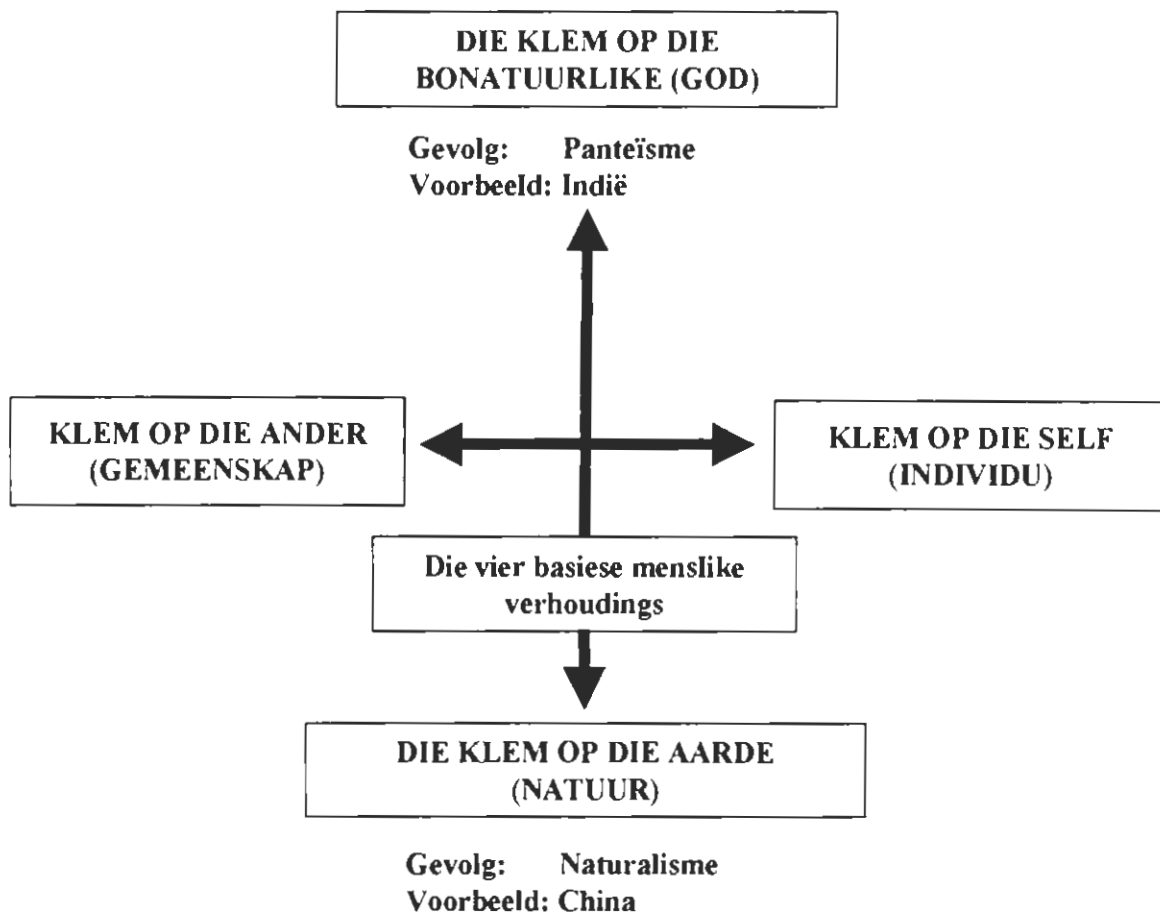 DIE KLEM OP DIE
BONATUURLIKE (GOD)
Gevolg: Panteïsme
Voorbeeld: Indië
KLEM OP DIE ANDER
(GEMEENSKAP)
KLEM OP DIE SELF
(INDIVIDU)
Die vier basiese menslike
verhoudings
DIE KLEM OP DIE AARDE
(NATUUR)
Gevolg: Naturalisme
Voorbeeld: China